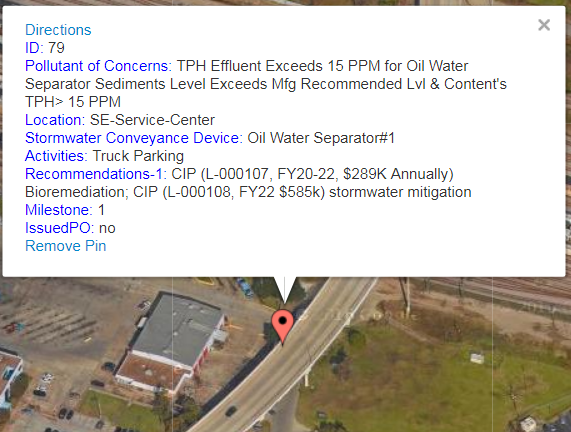 Directions
ID: 79
Pollutant of Concerns: TPH Effluent Exceeds 15 PPM for Oil Water
Separator Sediments Level Exceeds Mfg Recommended Lvl & Content's
TPH> 15 PPM
Location: SE-Service-Center
Stormwater Conveyance Device: Oil Water Separator#1
Activities: Truck Parking
Recommendations-1: CIP (L-000107, FY20-22, $289K Annually)
Bioremediation; CIP (L-000108, FY22 $585k) stormwater mitigation
Milestone: 1
IssuedPO: no
Remove Pin